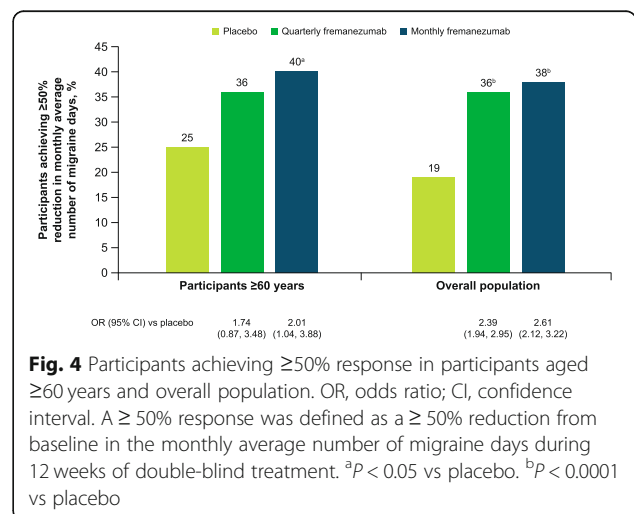 Placebo Quarterly fremanezumab Monthly fremanezumab
Participants achieving ≥50%
reduction in monthly average
number of migraine days, %
45
40
35
30
25
20
15
10
5
0
25
36
40ᵃ
19
36ᵇ
38ᵇ
Participants ≥60 years Overall population
OR (95% CI) vs placebo 1.74 2.01 2.39 2.61
(0.87, 3.48) (1.04, 3.88) (1.94, 2.95) (2.12, 3.22)
Fig. 4 Participants achieving ≥50% response in participants aged
≥60 years and overall population. OR, odds ratio; CI, confidence
interval. A ≥ 50% response was defined as a ≥ 50% reduction from
baseline in the monthly average number of migraine days during
12 weeks of double-blind treatment. ᵃP < 0.05 vs placebo. ᵇP < 0.0001
vs placebo